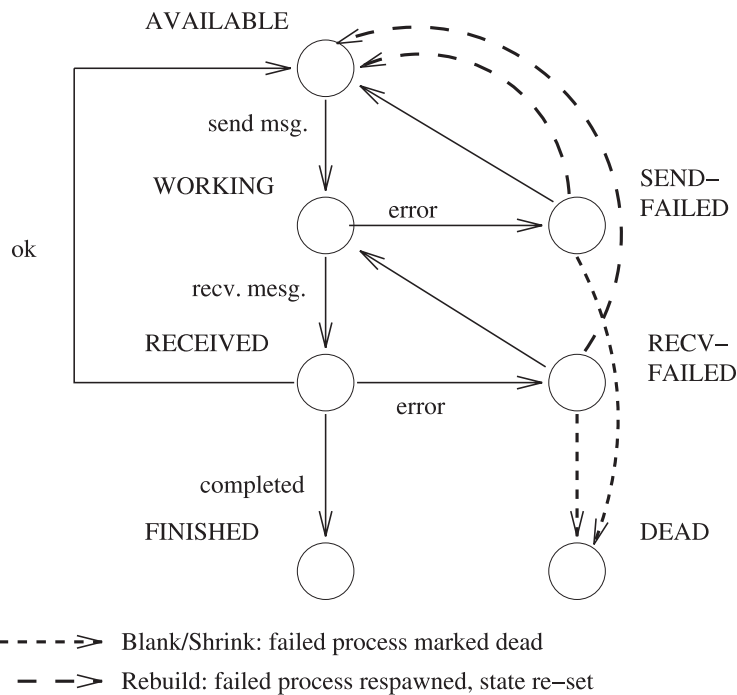 AVAILABLE
send msg.
WORKING
error
SEND–
FAILED
ok
recv. mesg.
RECEIVED
error
RECV–
FAILED
completed
FINISHED
DEAD
Blank/Shrink: failed process marked dead
Rebuild: failed process respawned, state re–set